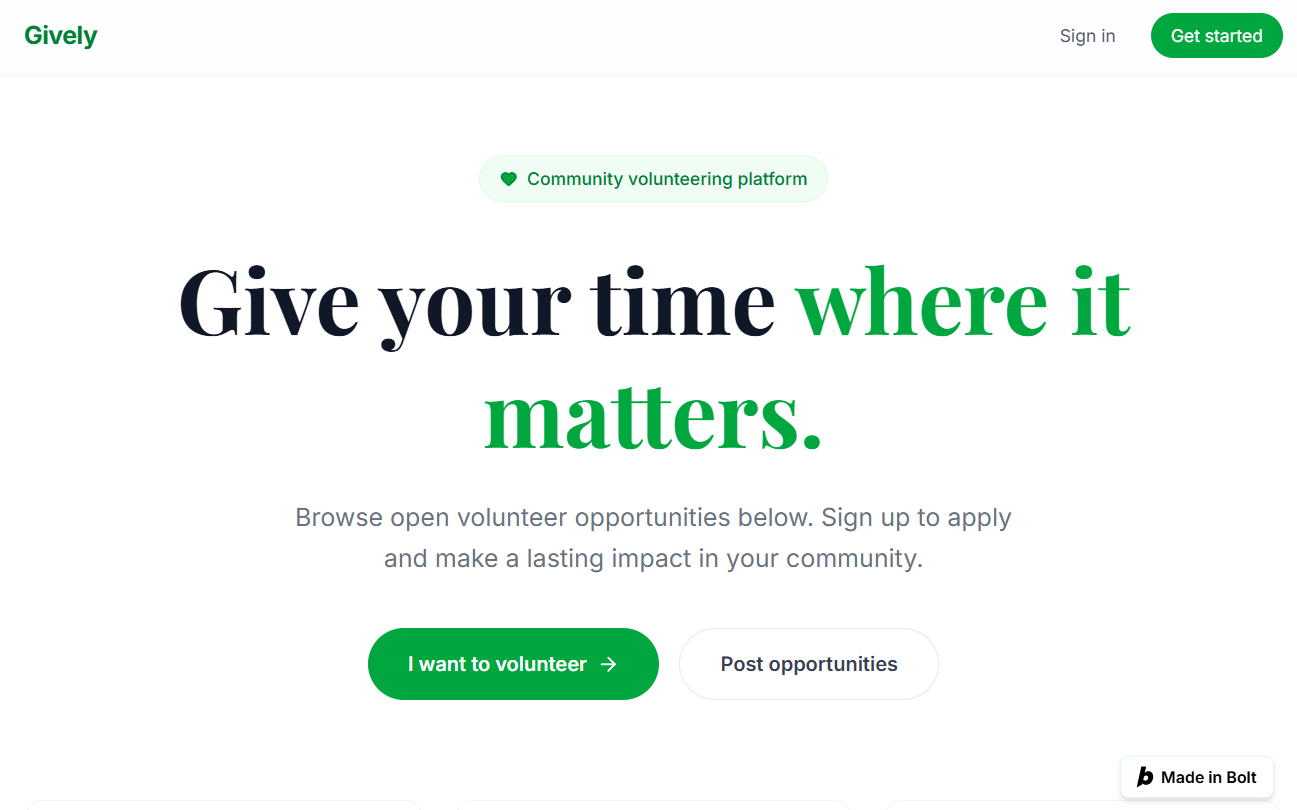 Gively
Sign in
Get started
Community volunteering platform
Give your time where it
matters.
Browse open volunteer opportunities below. Sign up to apply
and make a lasting impact in your community.
I want to volunteer →
Post opportunities
b Made in Bolt